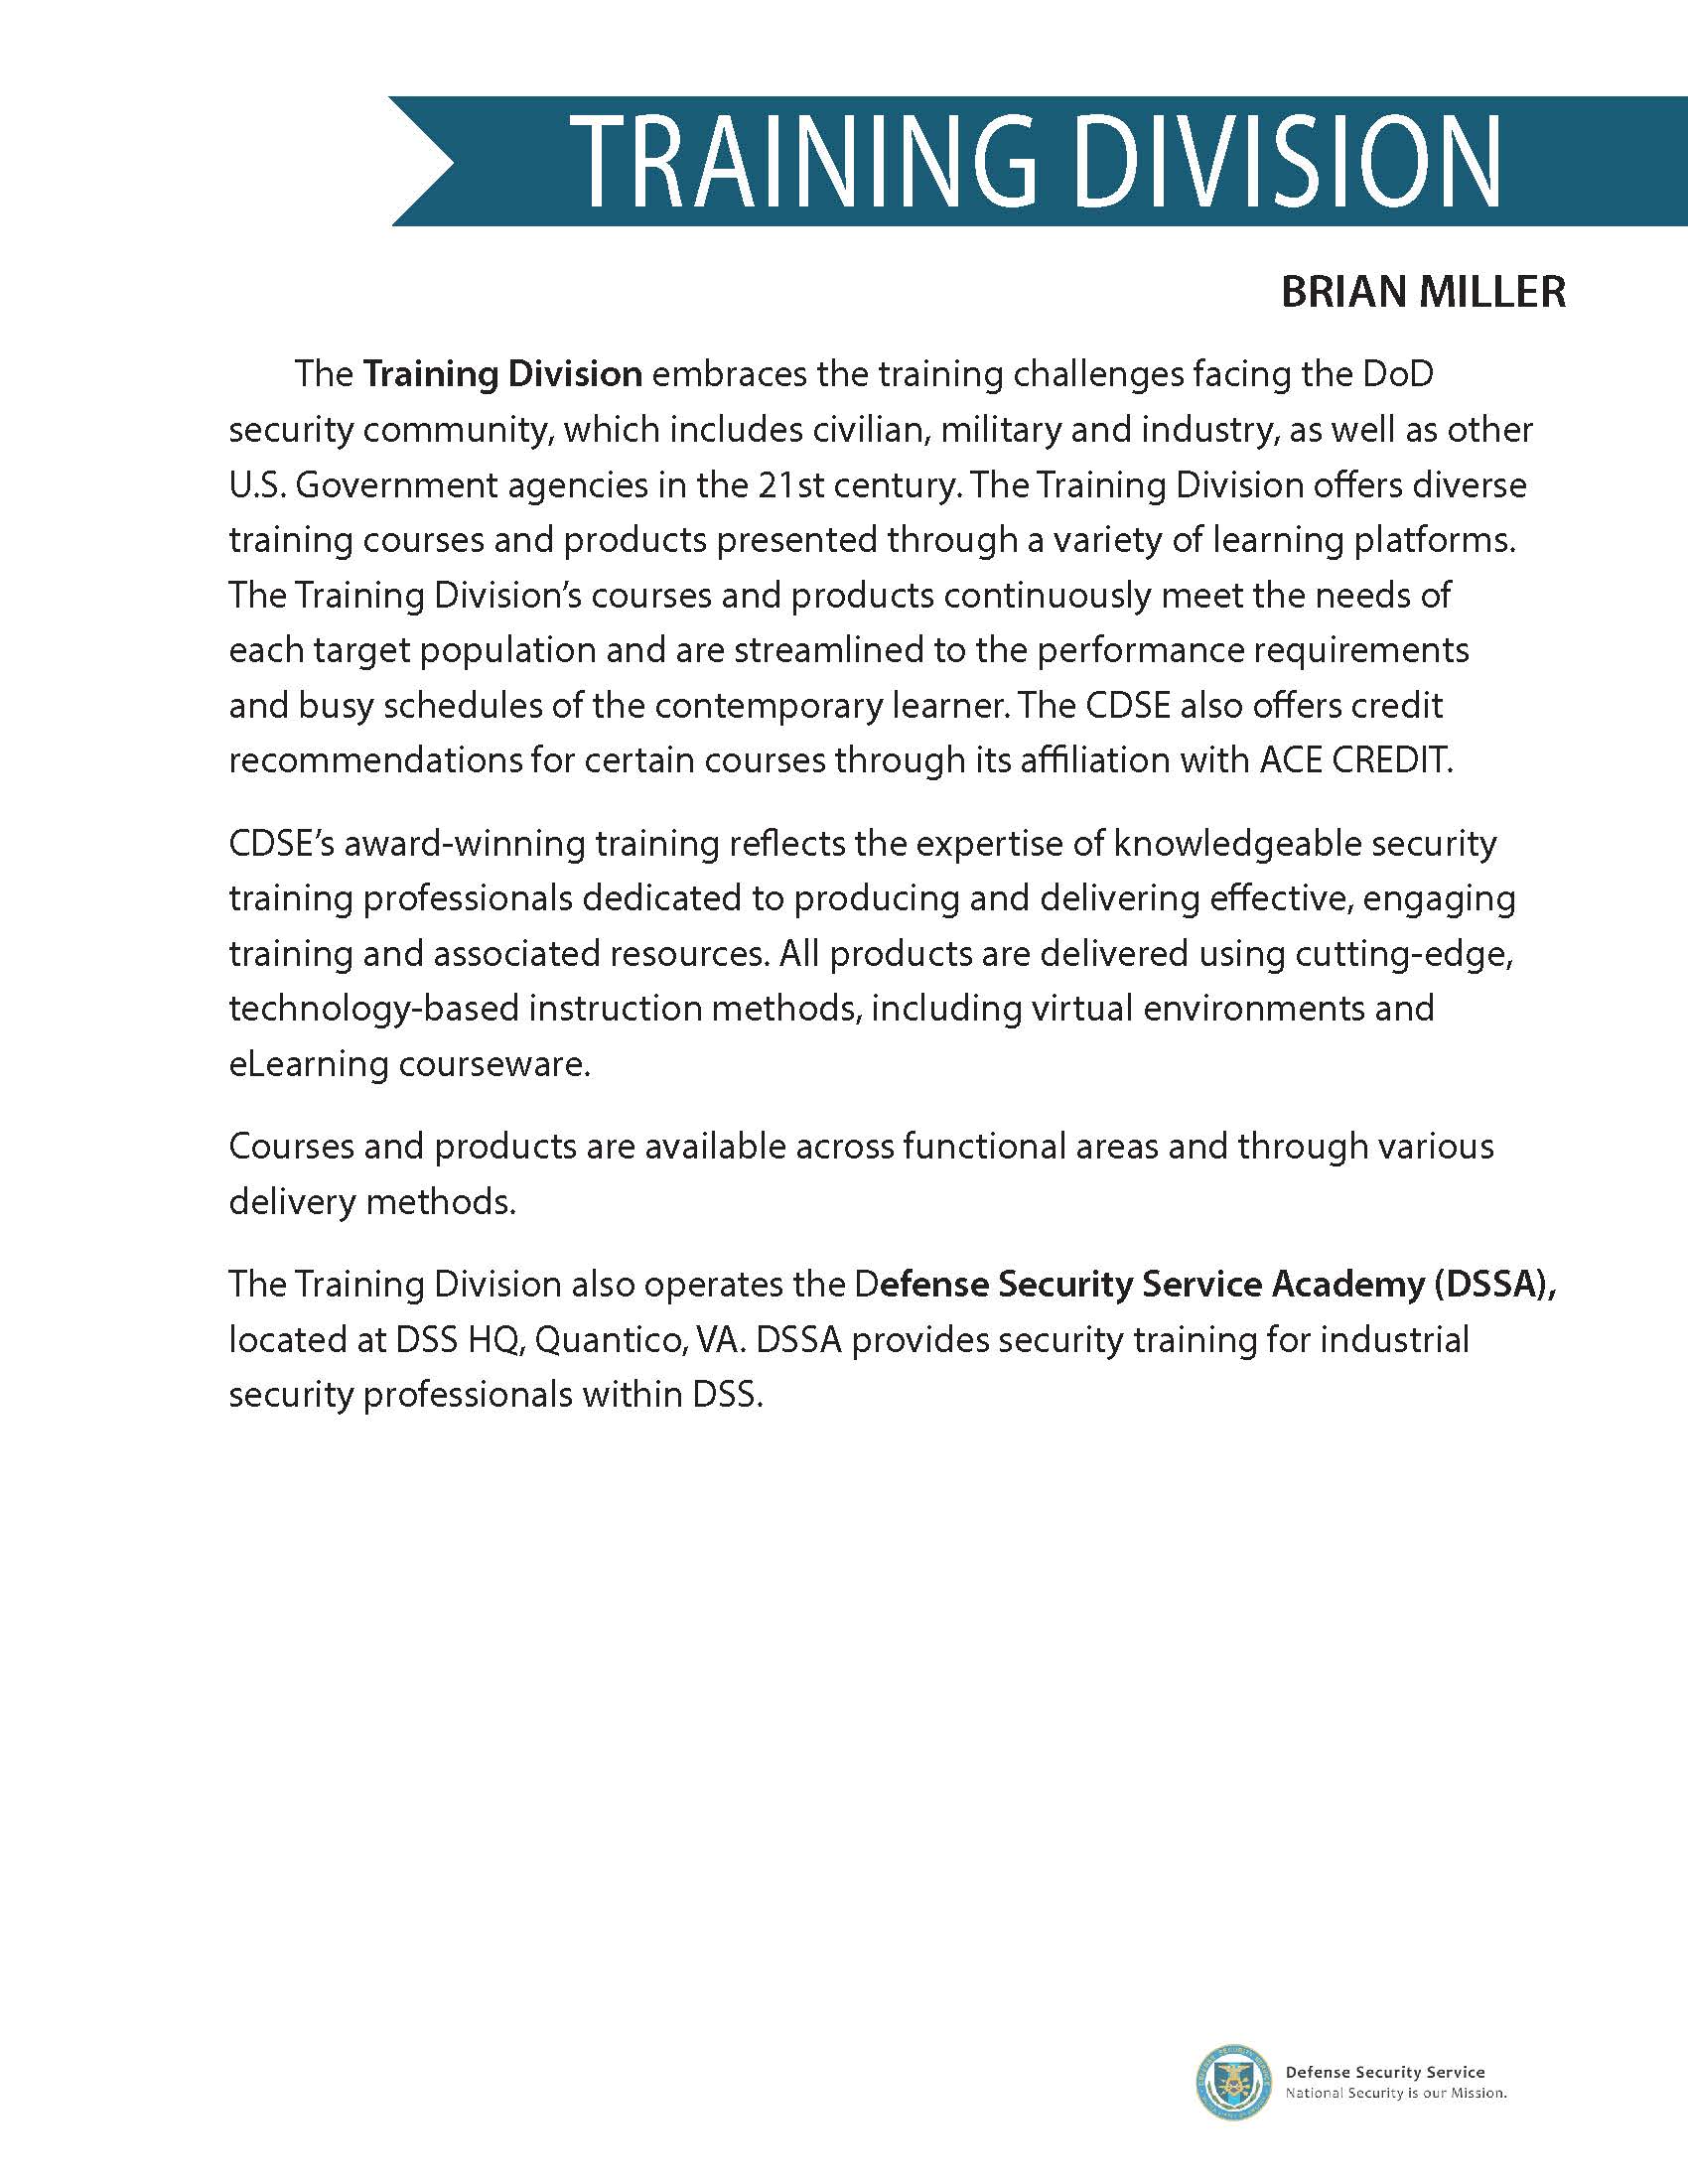 TRAINING DIVISION
BRIAN MILLER
The Training Division embraces the training challenges facing the DoD
security community, which includes civilian, military and industry, as well as other
U.S. Government agencies in the 21st century. The Training Division offers diverse
training courses and products presented through a variety of learning platforms.
The Training Division’s courses and products continuously meet the needs of
each target population and are streamlined to the performance requirements
and busy schedules of the contemporary learner. The CDSE also offers credit
recommendations for certain courses through its affiliation with ACE CREDIT.
CDSE’s award-winning training reflects the expertise of knowledgeable security
training professionals dedicated to producing and delivering effective, engaging
training and associated resources. All products are delivered using cutting-edge,
technology-based instruction methods, including virtual environments and
eLearning courseware.
Courses and products are available across functional areas and through various
delivery methods.
The Training Division also operates the Defense Security Service Academy (DSSA),
located at DSS HQ, Quantico, VA. DSSA provides security training for industrial
security professionals within DSS.
Defense Security Service
National Security is our Mission.